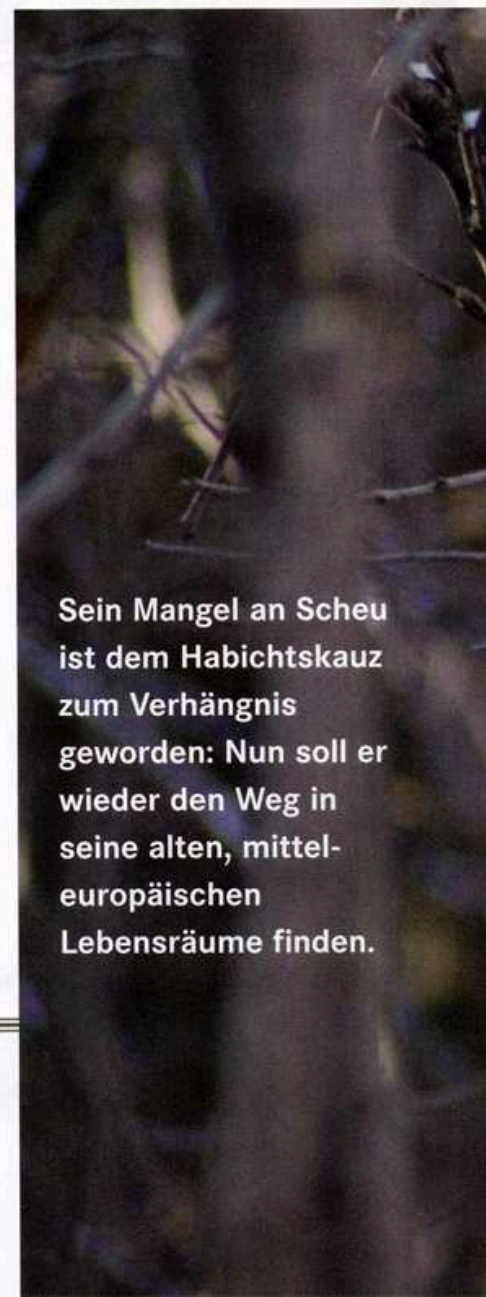 Sein Mangel an Scheu
ist dem Habichtskauz
zum Verhängnis
geworden: Nun soll er
wieder den Weg in
seine alten, mittel-
europäischen
Lebensräume finden.